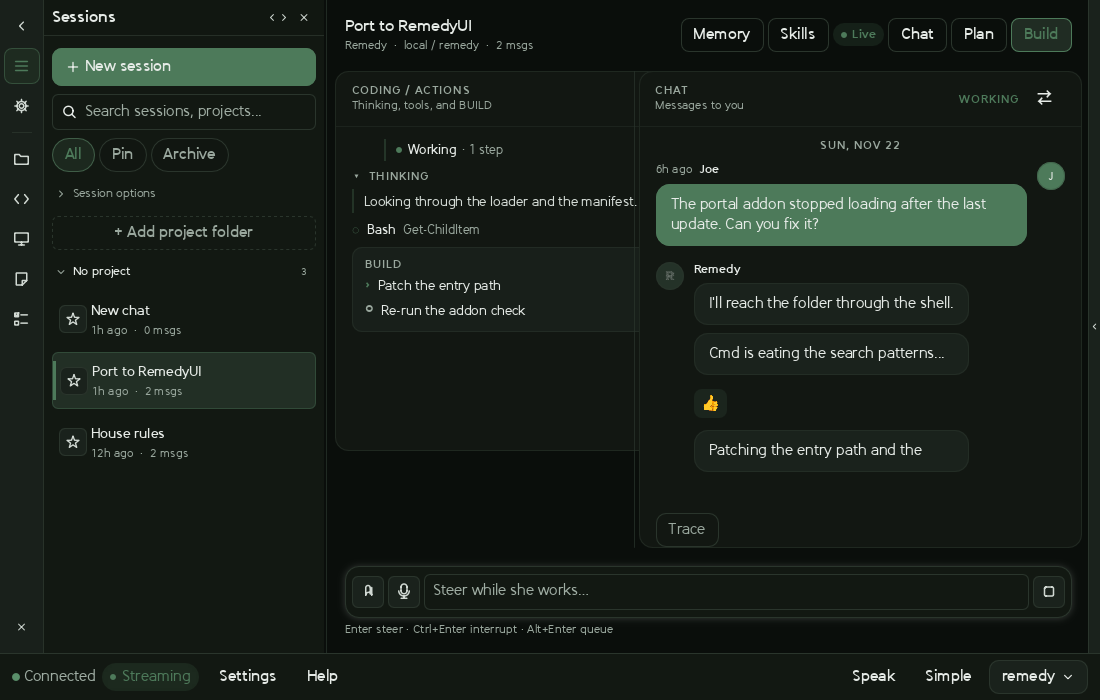 Sessions
New session
Search sessions, projects...
All
Pin
Archive
Session options
+ Add project folder
No project
3
New chat
1h ago · 0 msgs
Port to RemedyUI
1h ago · 2 msgs
House rules
12h ago · 2 msgs
Port to RemedyUI
Remedy · local / remedy · 2 msgs
Memory
Skills
Live
Chat
Plan
Build
CODING / ACTIONS
Thinking, tools, and BUILD
Working · 1 step
THINKING
Looking through the loader and the manifest.
Bash Get-ChildItem
BUILD
Patch the entry path
Re-run the addon check
CHAT
Messages to you
WORKING
SUN, NOV 22
6h ago Joe
J
The portal addon stopped loading after the last
update. Can you fix it?
R
Remedy
I'll reach the folder through the shell.
Cmd is eating the search patterns...
👍
Patching the entry path and the
Trace
Steer while she works...
Enter steer · Ctrl+Enter interrupt · Alt+Enter queue
Connected
Streaming
Settings
Help
Speak
Simple
remedy